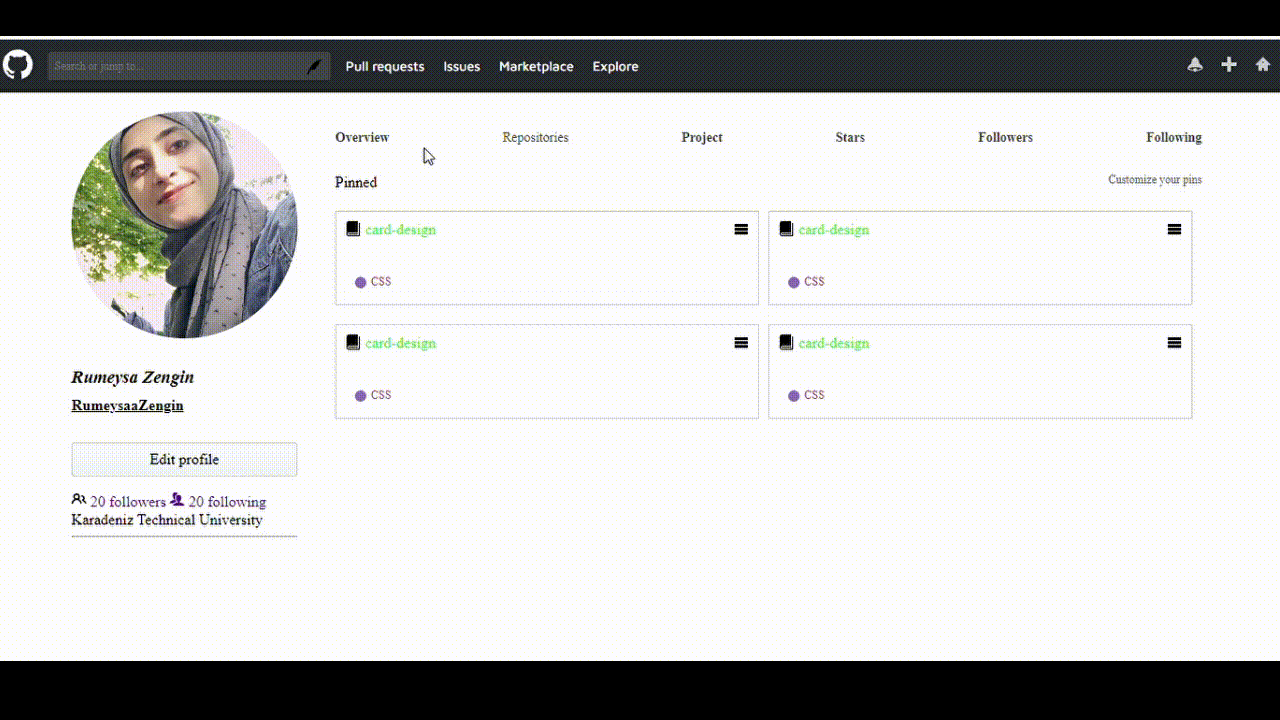 Search or jump to...
Pull requests Issues Marketplace Explore
Overview Repositories Project Stars Followers Following
Pinned Customize your pins
card-design card-design
CSS CSS
card-design card-design
CSS CSS
Rumeysa Zengin
RumeysaaZengin
Edit profile
20 followers 20 following
Karadeniz Technical University